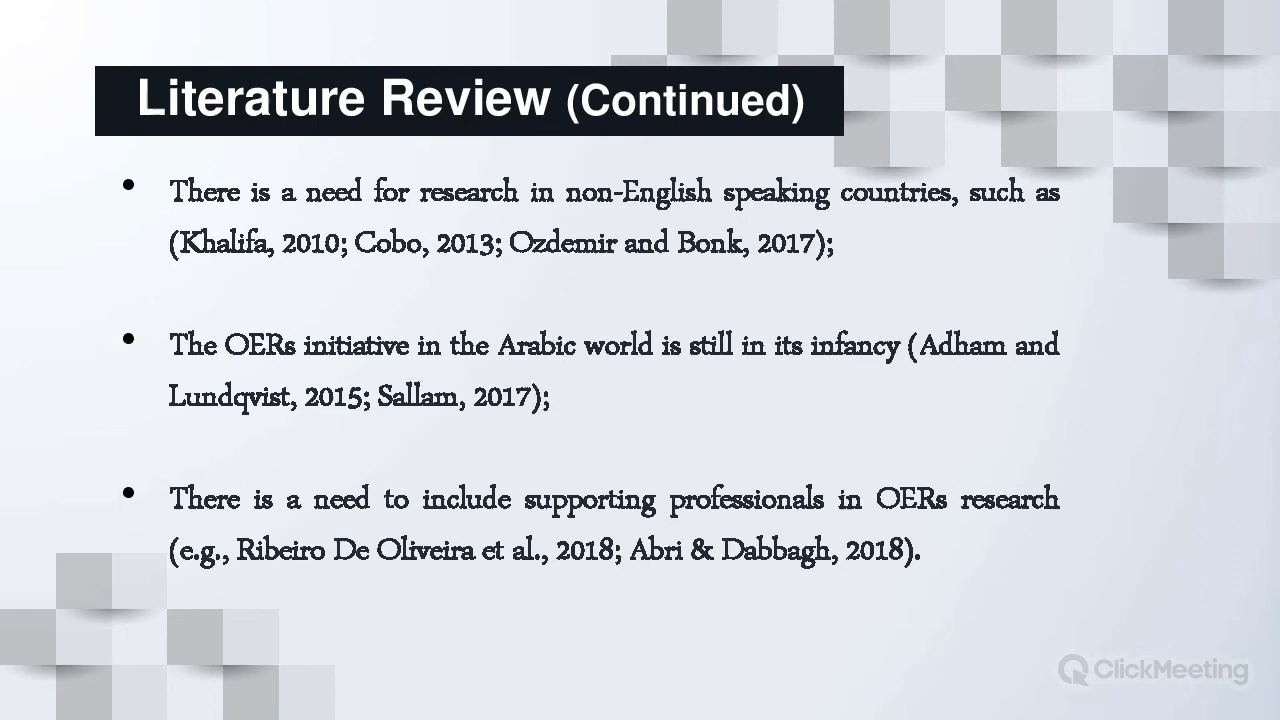 Literature Review (Continued)
• There is a need for research in non-English speaking countries, such as
(Khalifa, 2010; Cobo, 2013; Ozdemir and Bonk, 2017);
• The OERs initiative in the Arabic world is still in its infancy (Adham and
Lundqvist, 2015; Sallam, 2017);
• There is a need to include supporting professionals in OERs research
(e.g., Ribeiro De Oliveira et al., 2018; Abri & Dabbagh, 2018).
ClickMeeting